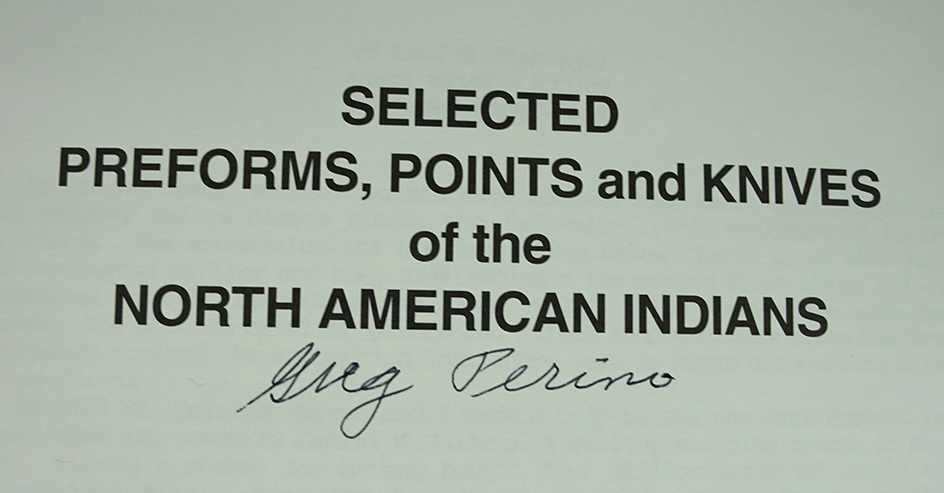 SELECTED
PREFORMS, POINTS and KNIVES
of the
NORTH AMERICAN INDIANS
Greg Perino